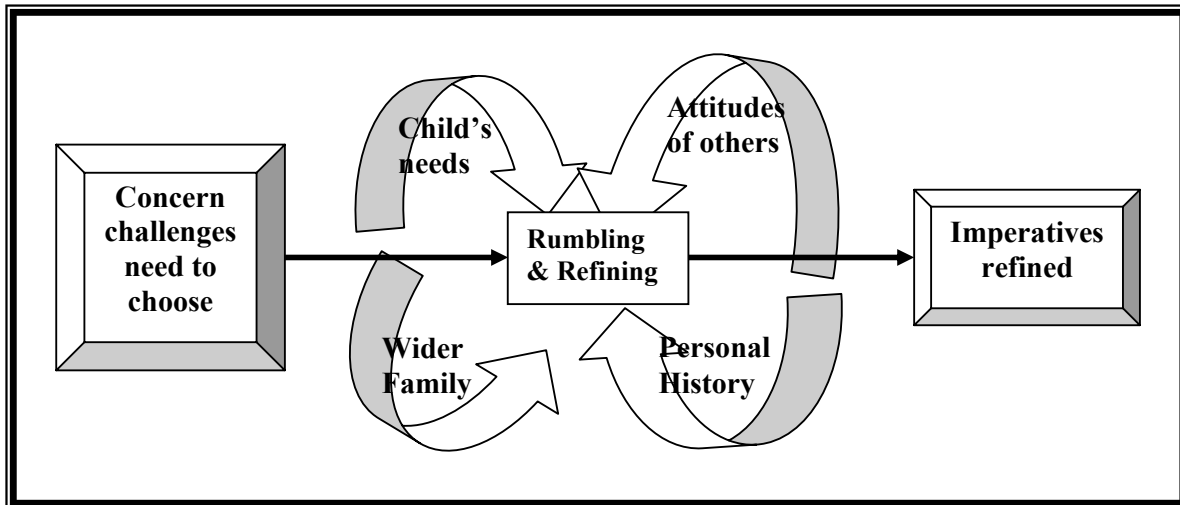 Concern
challenges
need to
choose
Child’s
needs
Attitudes
of others
Rumbling
& Refining
Wider
Family
Personal
History
Imperatives
refined